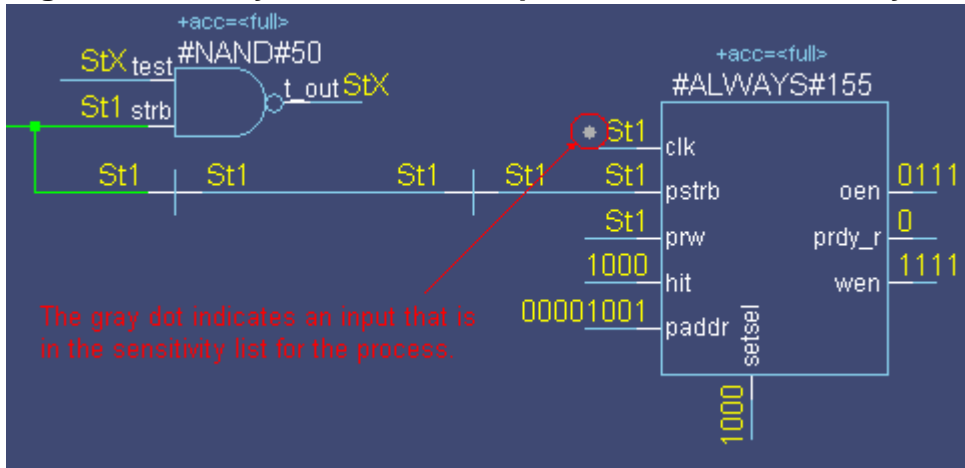 +acc=<full>
#NAND#50
StX test
t_out StX
St1 strb
St1 St1 St1 St1 St1
+acc=<full>
#ALWAYS#155
St1 clk
pstrb
oen 0111
St1 prw
prdy_r 0
1000 hit
wen 1111
00001001 paddr
setsel
1000
The gray dot indicates an input that is
in the sensitivity list for the process.